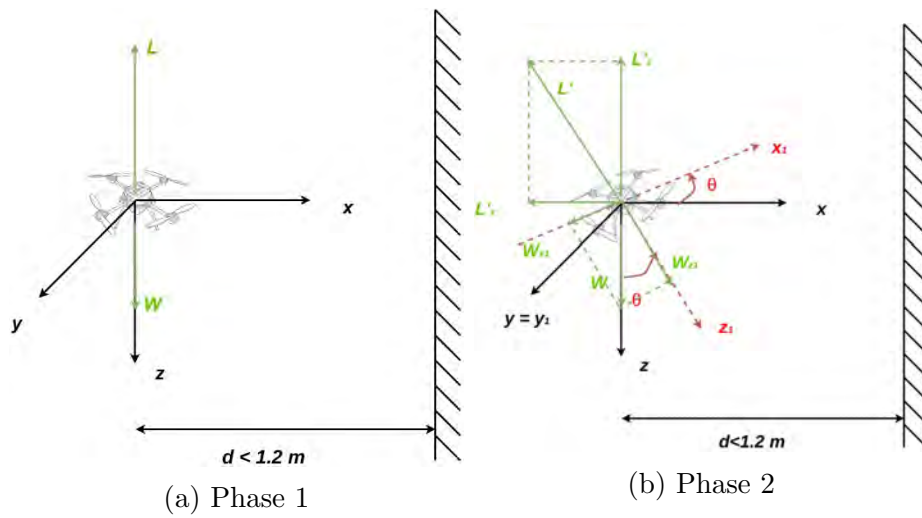 L
x
W
y
z
d < 1.2 m
(a) Phase 1
L'z
L'
x₁
θ
L'x
x
Wx1
W
Wz1
θ
y = y₁
z₁
z
d<1.2 m
(b) Phase 2